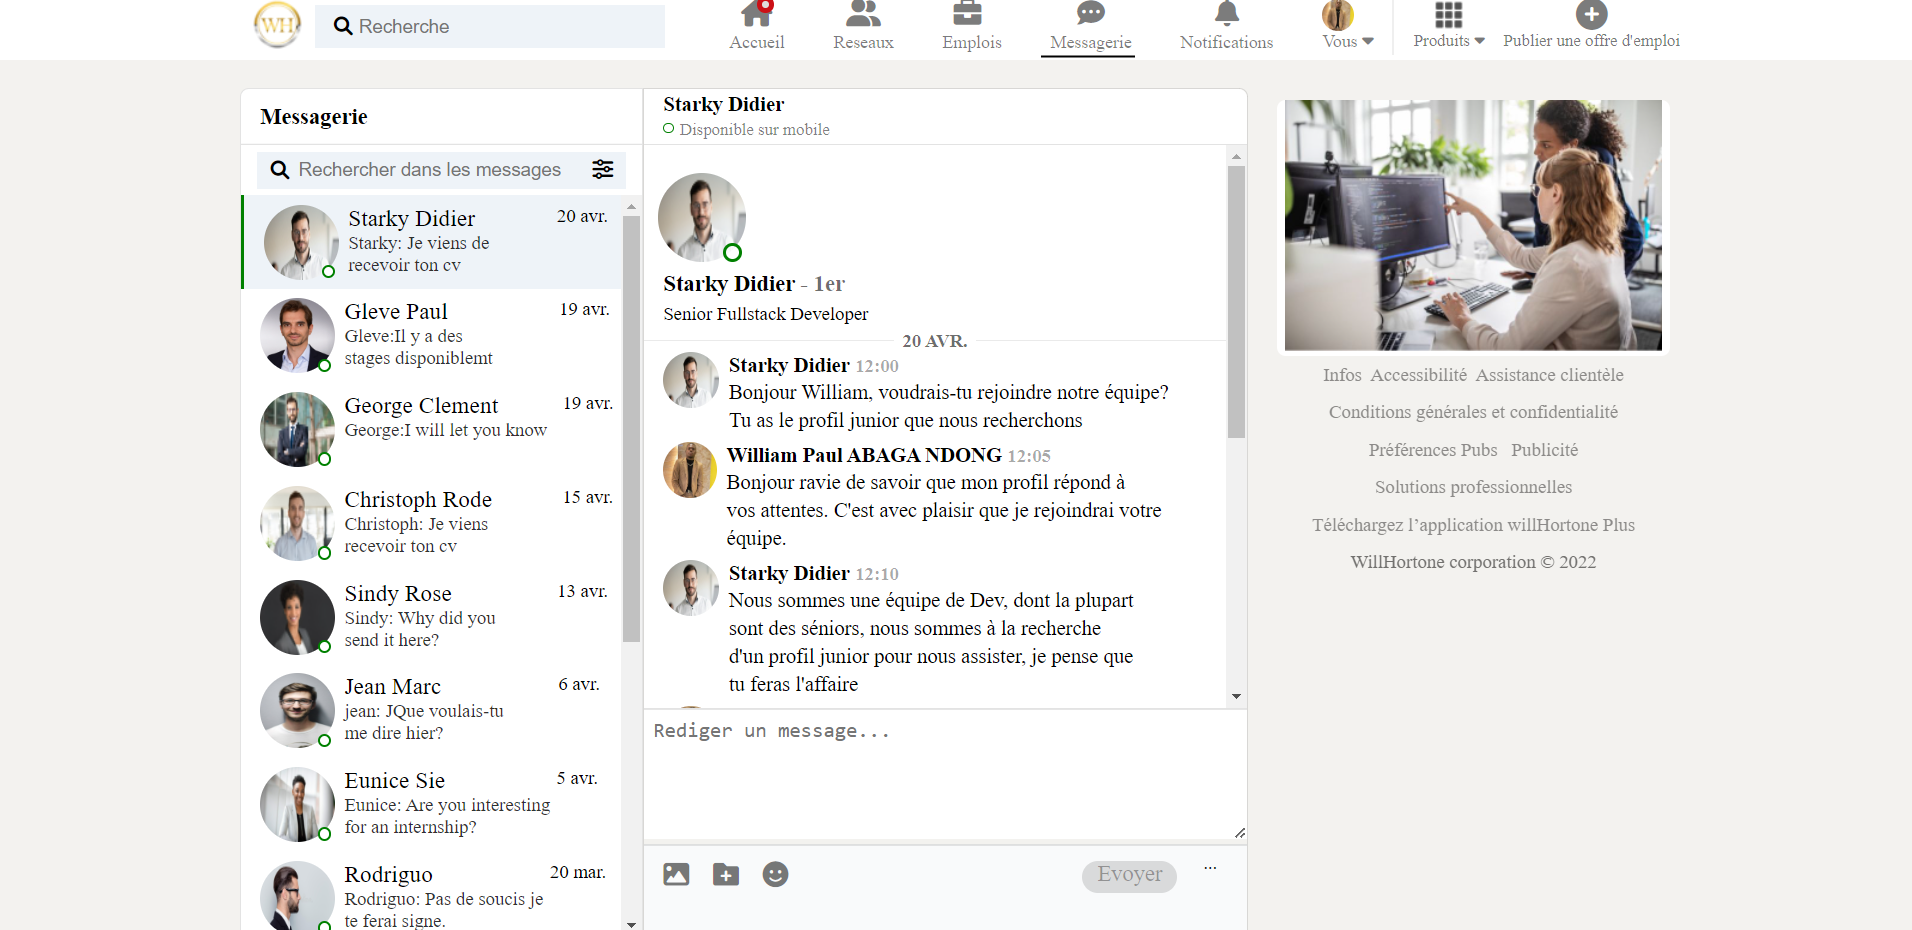 WH
Recherche
Accueil
Reseaux
Emplois
Messagerie
Notifications
Vous
Produits
Publier une offre d'emploi
Messagerie
Rechercher dans les messages
Starky Didier 20 avr.
Starky: Je viens de
recevoir ton cv
Gleve Paul 19 avr.
Gleve:Il y a des
stages disponiblemt
George Clement 19 avr.
George:I will let you know
Christoph Rode 15 avr.
Christoph: Je viens
recevoir ton cv
Sindy Rose 13 avr.
Sindy: Why did you
send it here?
Jean Marc 6 avr.
jean: JQue voulais-tu
me dire hier?
Eunice Sie 5 avr.
Eunice: Are you interesting
for an internship?
Rodriguo 20 mar.
Rodriguo: Pas de soucis je
te ferai signe.
Starky Didier
Disponible sur mobile
Starky Didier - 1er
Senior Fullstack Developer
20 AVR.
Starky Didier 12:00
Bonjour William, voudrais-tu rejoindre notre équipe?
Tu as le profil junior que nous recherchons
William Paul ABAGA NDONG 12:05
Bonjour ravie de savoir que mon profil répond à
vos attentes. C'est avec plaisir que je rejoindrai votre
équipe.
Starky Didier 12:10
Nous sommes une équipe de Dev, dont la plupart
sont des séniors, nous sommes à la recherche
d'un profil junior pour nous assister, je pense que
tu feras l'affaire
Rediger un message...
Evoyer ...
Infos Accessibilité Assistance clientèle
Conditions générales et confidentialité
Préférences Pubs Publicité
Solutions professionnelles
Téléchargez l’application willHortone Plus
WillHortone corporation © 2022